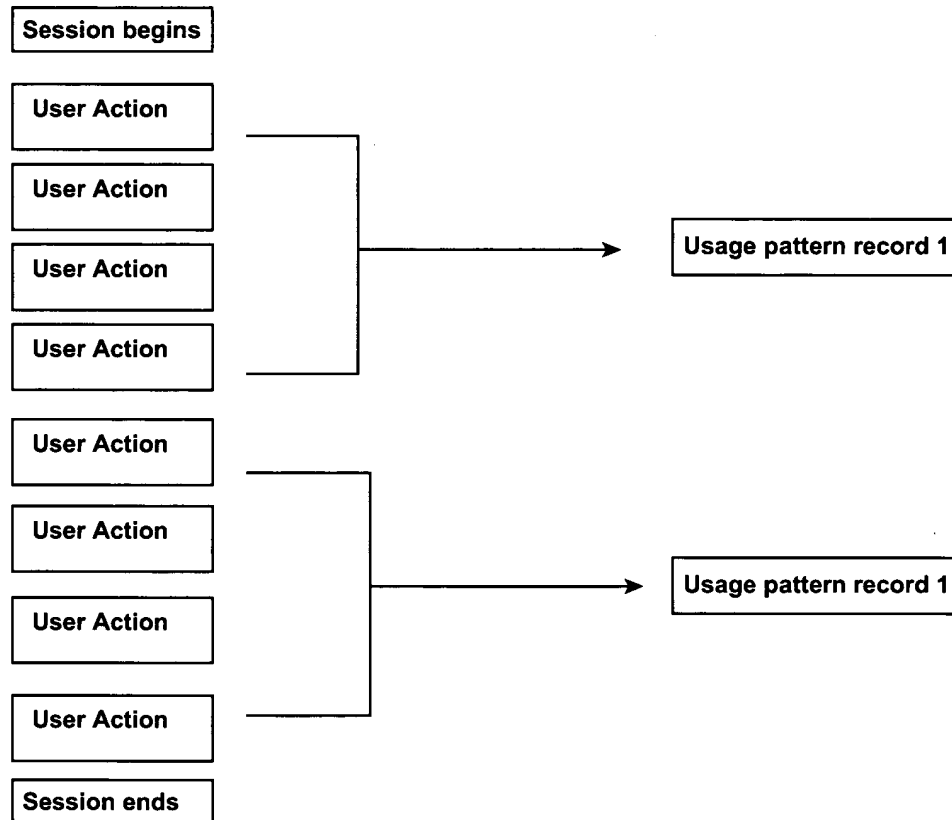 Session begins
User Action
User Action
User Action
User Action
Usage pattern record 1
User Action
User Action
User Action
User Action
Usage pattern record 1
Session ends